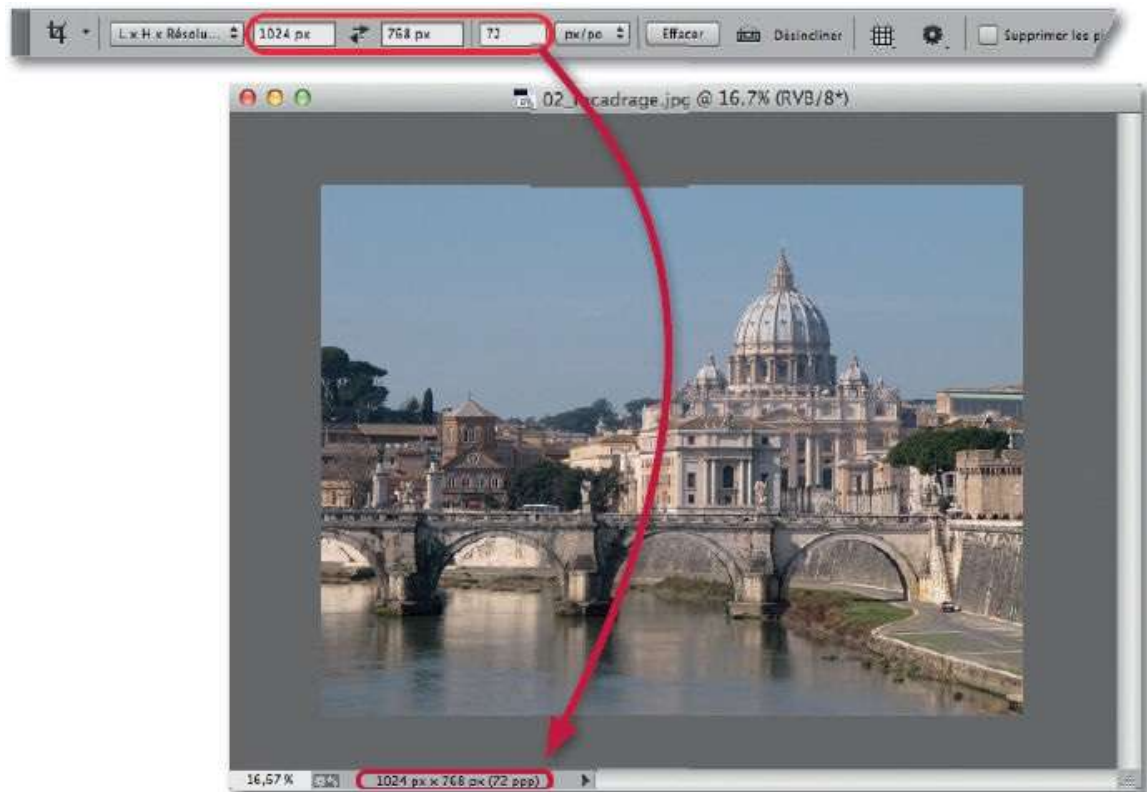 L x H x Résolu... 1024 px 768 px 72 px/po Effacer Désincliner Supprimer les pi
02_recadrage.jpg @ 16,7% (RVB/8*)
16,67 % 1024 px x 768 px (72 ppp)